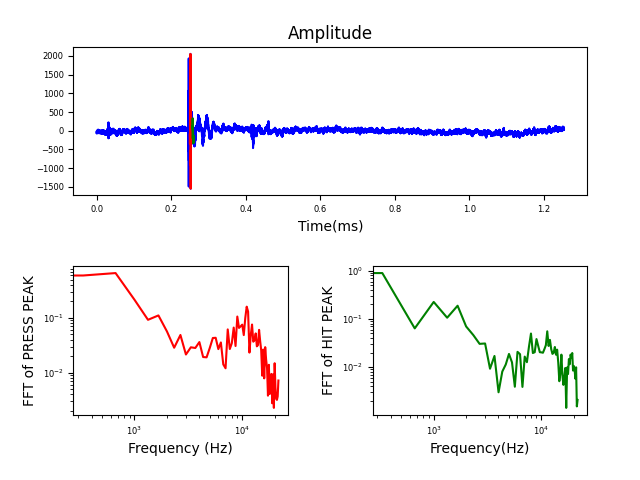 Amplitude
2000
1500
1000
500
0
−500
−1000
−1500
0.0 0.2 0.4 0.6 0.8 1.0 1.2
Time(ms)
FFT of PRESS PEAK
10⁻¹
10⁻²
10³ 10⁴
Frequency (Hz)
FFT of HIT PEAK
10⁰
10⁻¹
10⁻²
10³ 10⁴
Frequency(Hz)